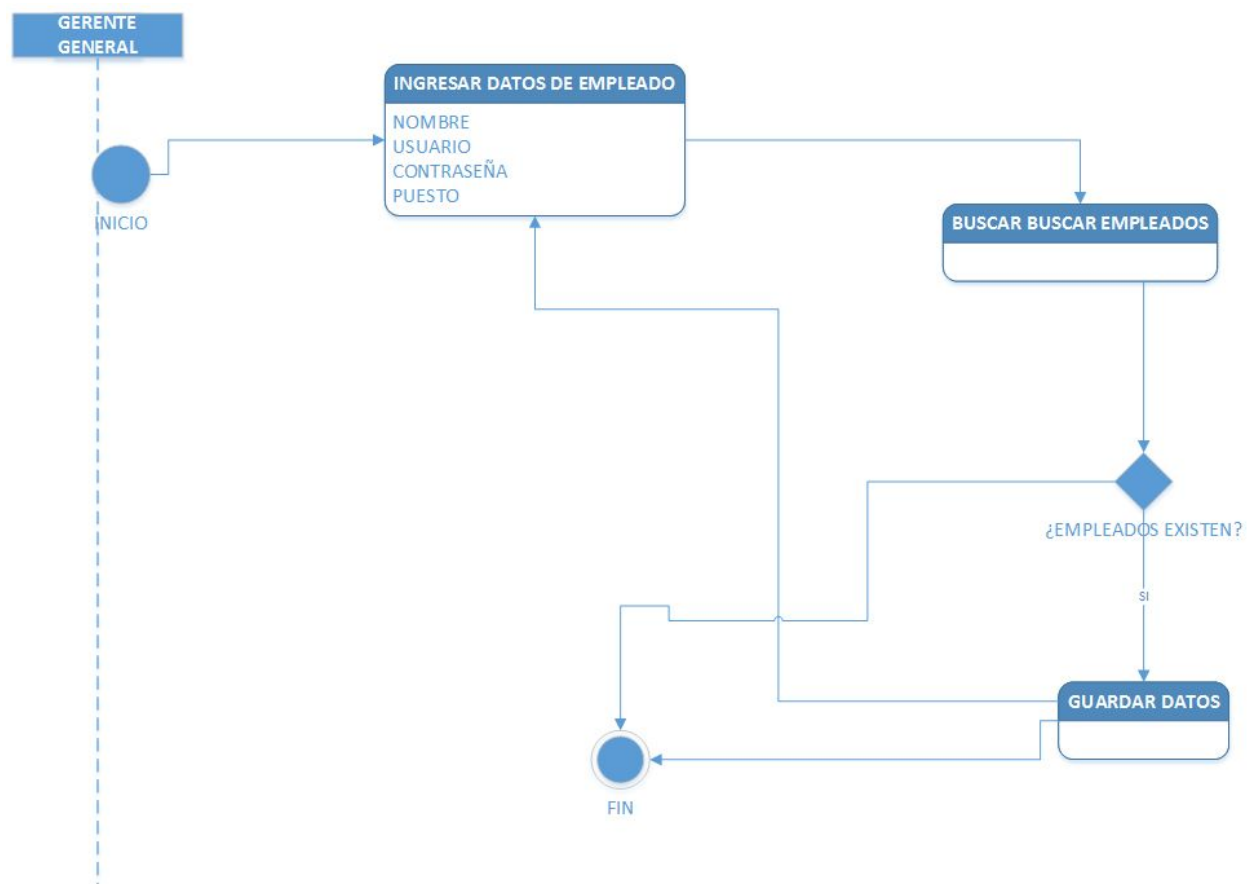 GERENTE
GENERAL
INGRESAR DATOS DE EMPLEADO
NOMBRE
USUARIO
CONTRASEÑA
PUESTO
INICIO
BUSCAR BUSCAR EMPLEADOS
¿EMPLEADOS EXISTEN?
SI
GUARDAR DATOS
FIN